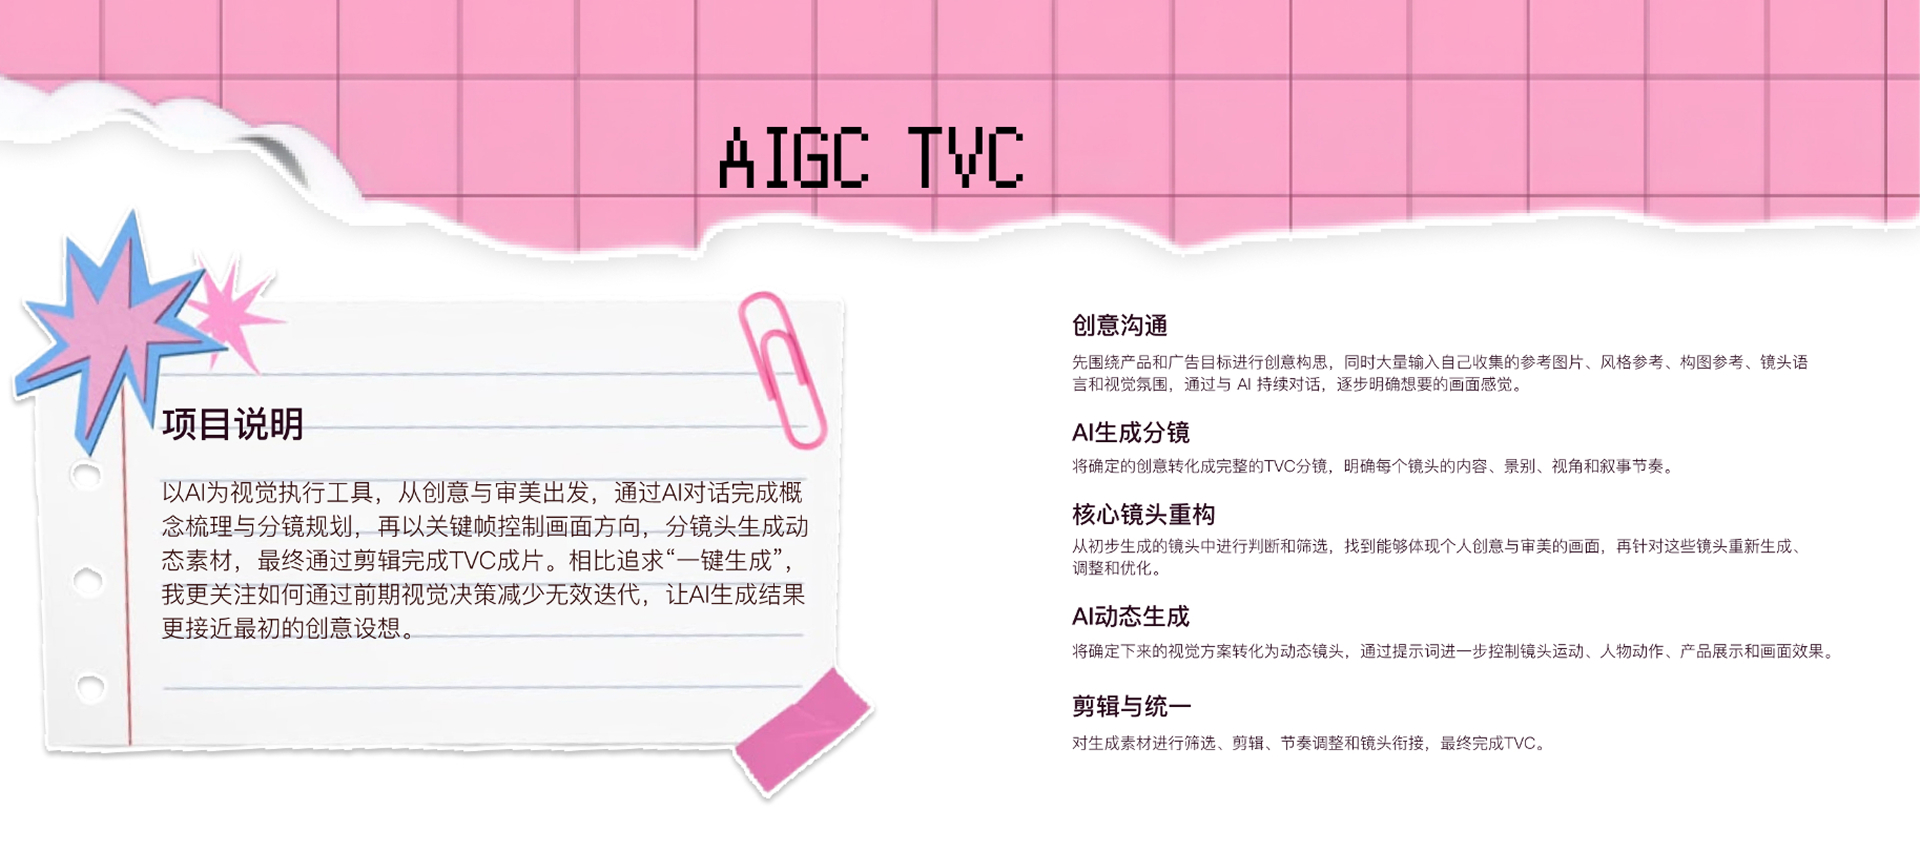 AIGC TVC
项目说明
以AI为视觉执行工具，从创意与审美出发，通过AI对话完成概
念梳理与分镜规划，再以关键帧控制画面方向，分镜头生成动
态素材，最终通过剪辑完成TVC成片。相比追求“一键生成”，
我更关注如何通过前期视觉决策减少无效迭代，让AI生成结果
更接近最初的创意设想。
创意沟通
先围绕产品和广告目标进行创意构思，同时大量输入自己收集的参考图片、风格参考、构图参考、镜头语
言和视觉氛围，通过与 AI 持续对话，逐步明确想要的画面感觉。
AI生成分镜
将确定的创意转化成完整的TVC分镜，明确每个镜头的内容、景别、视角和叙事节奏。
核心镜头重构
从初步生成的镜头中进行判断和筛选，找到能够体现个人创意与审美的画面，再针对这些镜头重新生成、
调整和优化。
AI动态生成
将确定下来的视觉方案转化为动态镜头，通过提示词进一步控制镜头运动、人物动作、产品展示和画面效果。
剪辑与统一
对生成素材进行筛选、剪辑、节奏调整和镜头衔接，最终完成TVC。